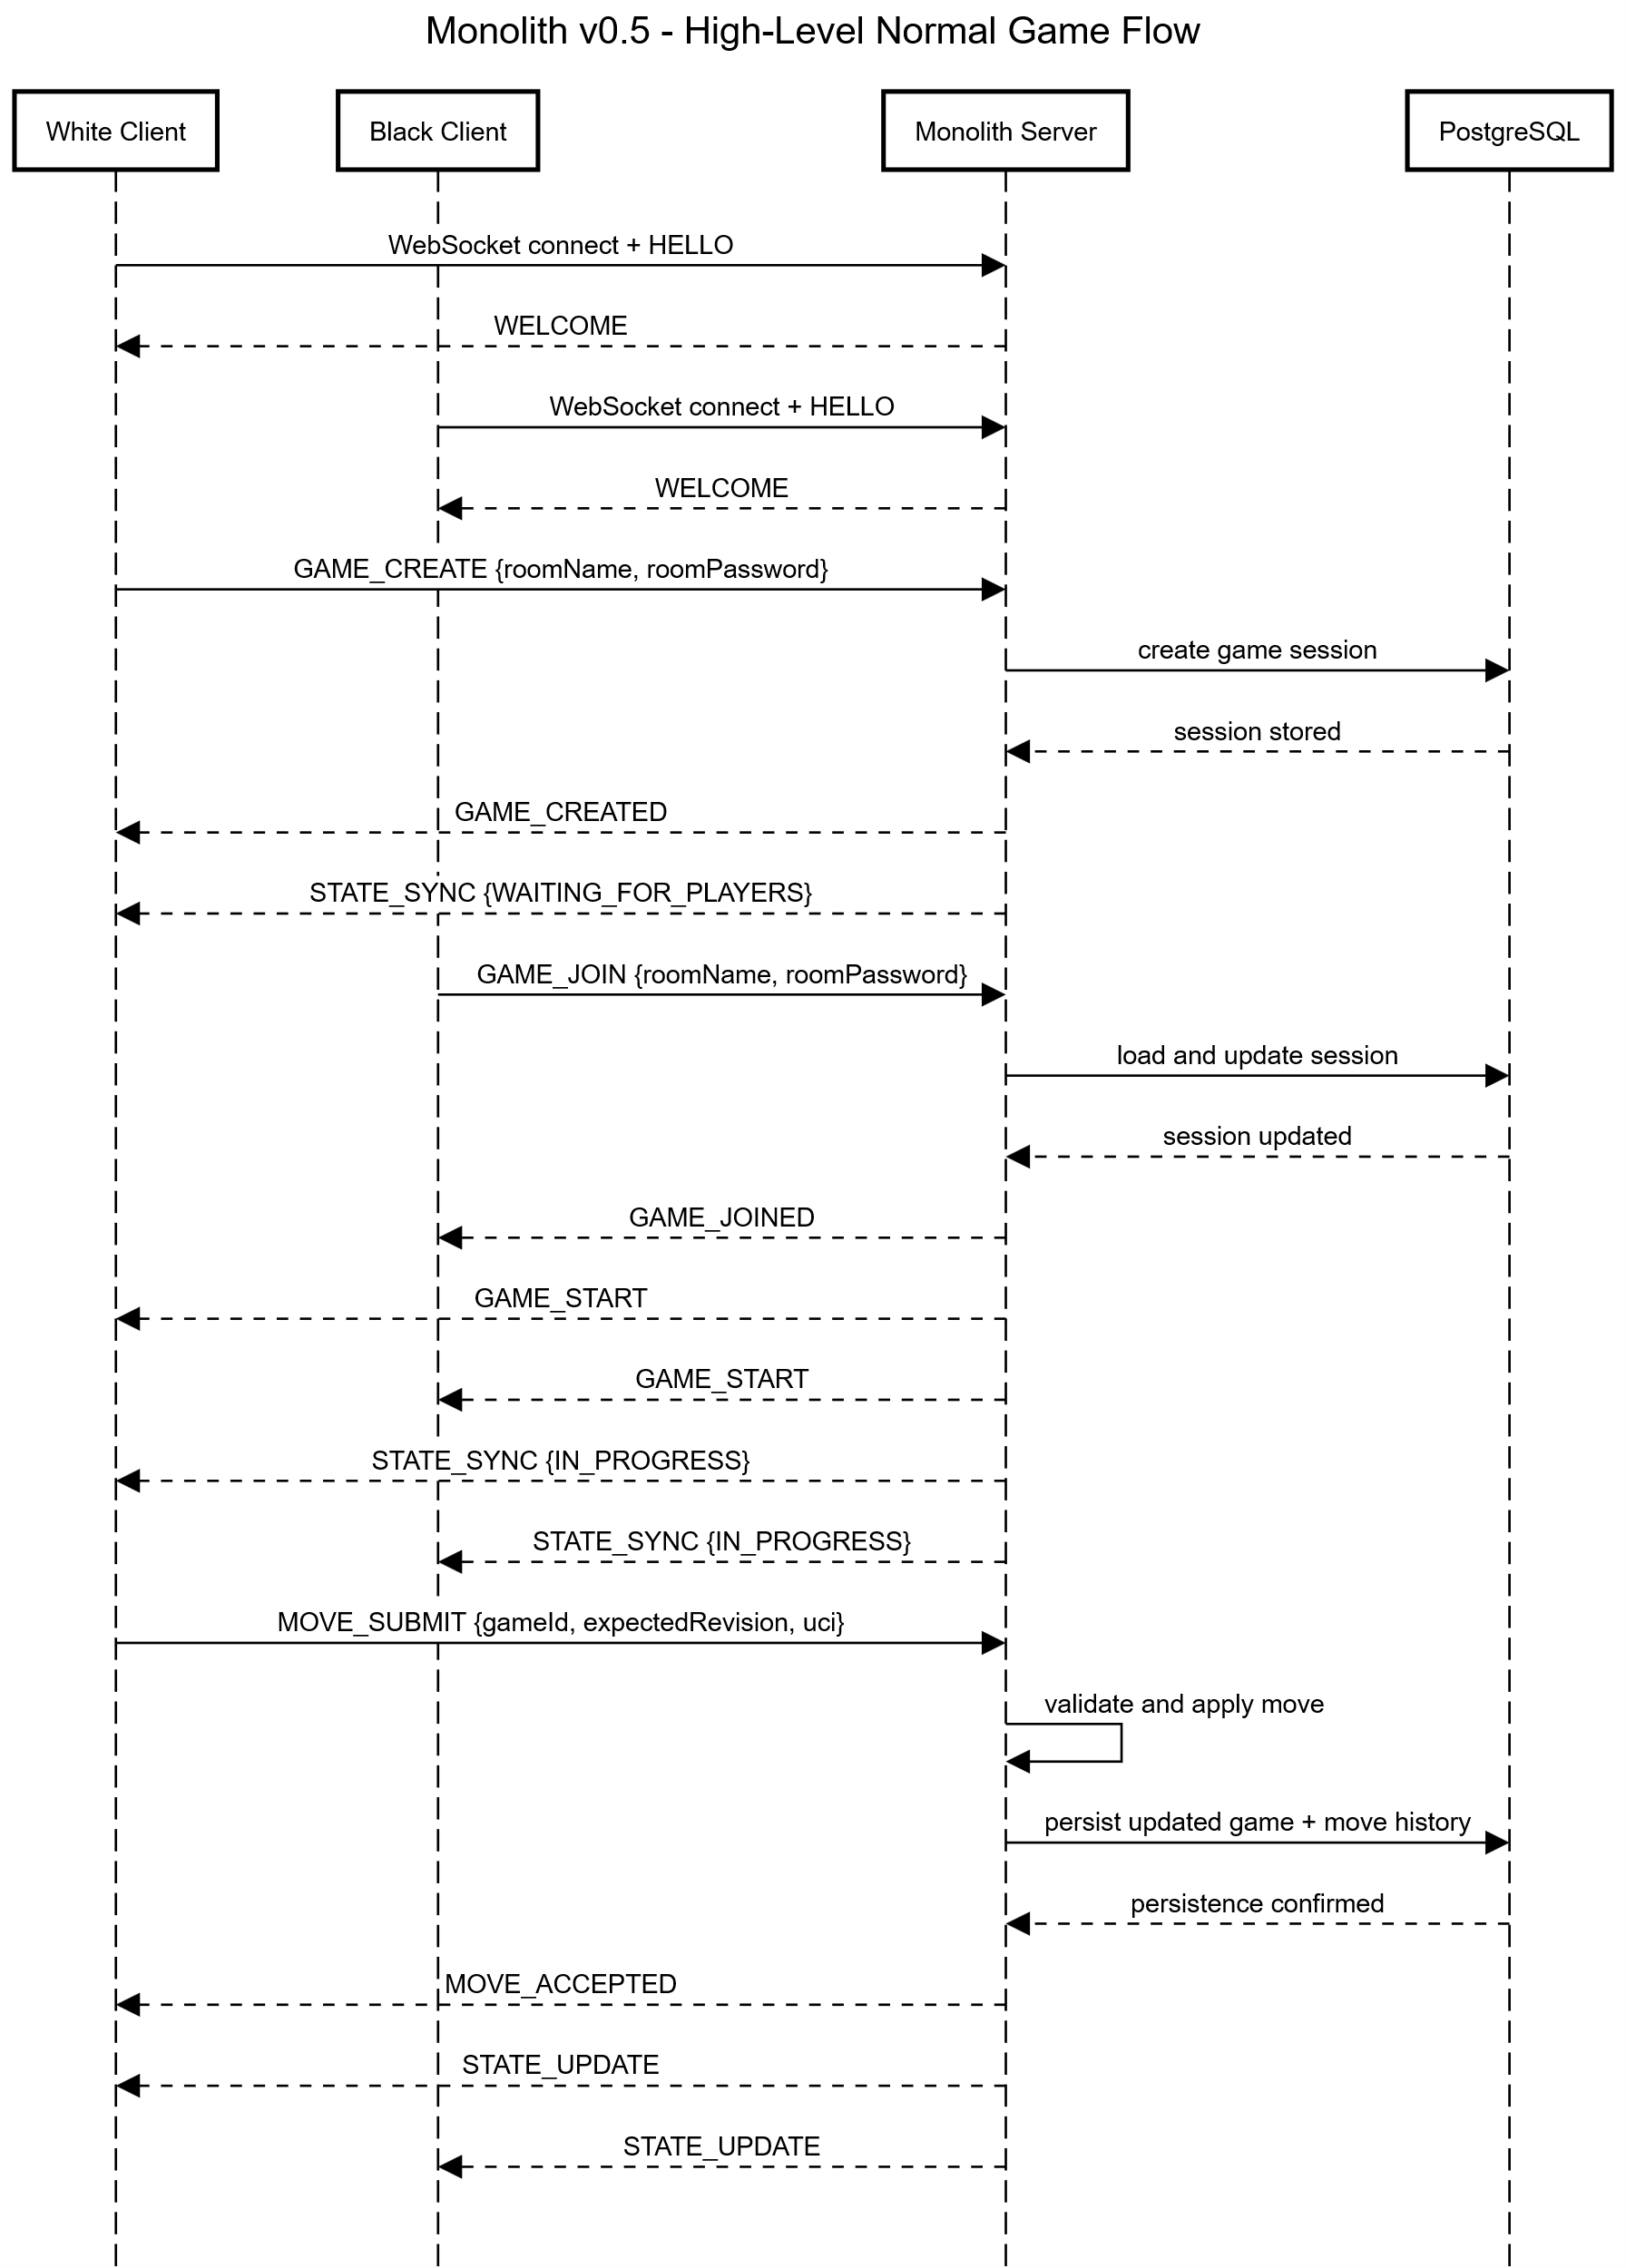 Monolith v0.5 - High-Level Normal Game Flow
White Client
Black Client
Monolith Server
PostgreSQL
WebSocket connect + HELLO
WELCOME
WebSocket connect + HELLO
WELCOME
GAME_CREATE {roomName, roomPassword}
create game session
session stored
GAME_CREATED
STATE_SYNC {WAITING_FOR_PLAYERS}
GAME_JOIN {roomName, roomPassword}
load and update session
session updated
GAME_JOINED
GAME_START
GAME_START
STATE_SYNC {IN_PROGRESS}
STATE_SYNC {IN_PROGRESS}
MOVE_SUBMIT {gameId, expectedRevision, uci}
validate and apply move
persist updated game + move history
persistence confirmed
MOVE_ACCEPTED
STATE_UPDATE
STATE_UPDATE